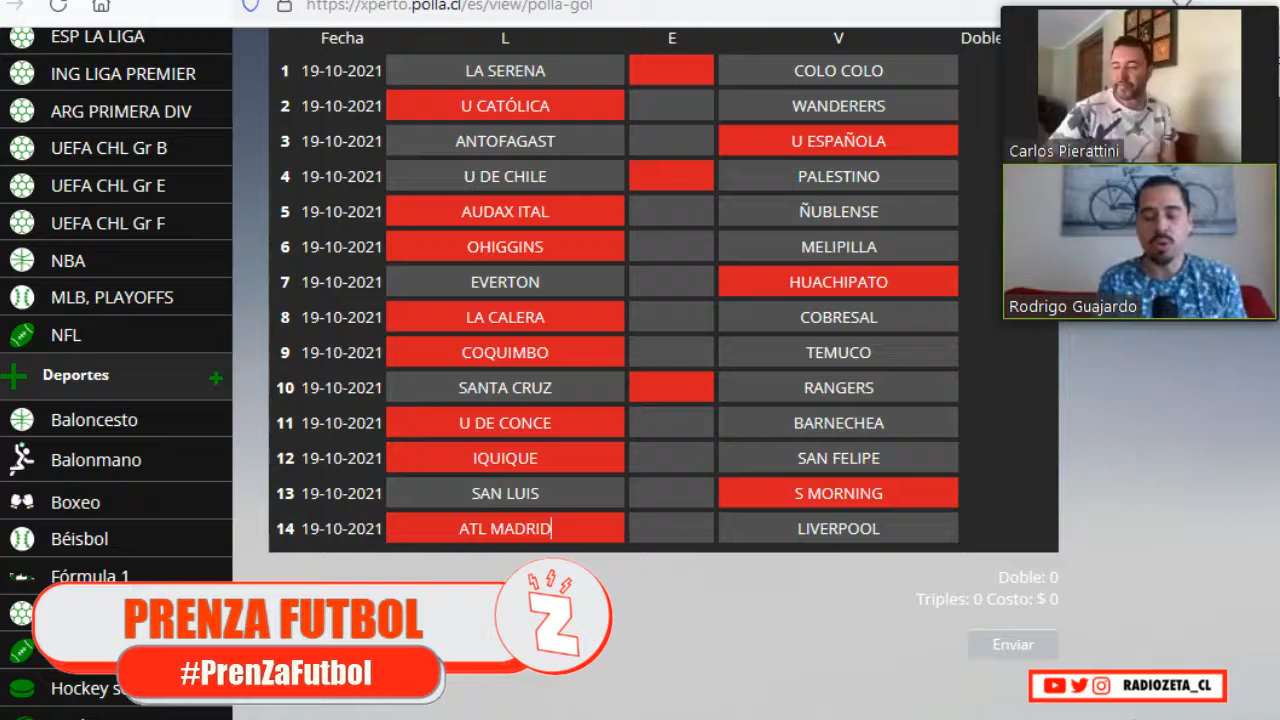 https://xperto.polla.cl/es/view/polla-gol
ESP LA LIGA
ING LIGA PREMIER
ARG PRIMERA DIV
UEFA CHL Gr B
UEFA CHL Gr E
UEFA CHL Gr F
NBA
MLB, PLAYOFFS
NFL
Deportes
Baloncesto
Balonmano
Boxeo
Béisbol
Fórmula 1
Hockey s
Fecha L E V Doble
1 19-10-2021 LA SERENA COLO COLO
2 19-10-2021 U CATÓLICA WANDERERS
3 19-10-2021 ANTOFAGAST U ESPAÑOLA
4 19-10-2021 U DE CHILE PALESTINO
5 19-10-2021 AUDAX ITAL ÑUBLENSE
6 19-10-2021 OHIGGINS MELIPILLA
7 19-10-2021 EVERTON HUACHIPATO
8 19-10-2021 LA CALERA COBRESAL
9 19-10-2021 COQUIMBO TEMUCO
10 19-10-2021 SANTA CRUZ RANGERS
11 19-10-2021 U DE CONCE BARNECHEA
12 19-10-2021 IQUIQUE SAN FELIPE
13 19-10-2021 SAN LUIS S MORNING
14 19-10-2021 ATL MADRID LIVERPOOL
Doble: 0
Triples: 0 Costo: $ 0
Enviar
Carlos Pierattini
Rodrigo Guajardo
PRENZA FUTBOL
#PrenZaFutbol
Z
RADIOZETA_CL